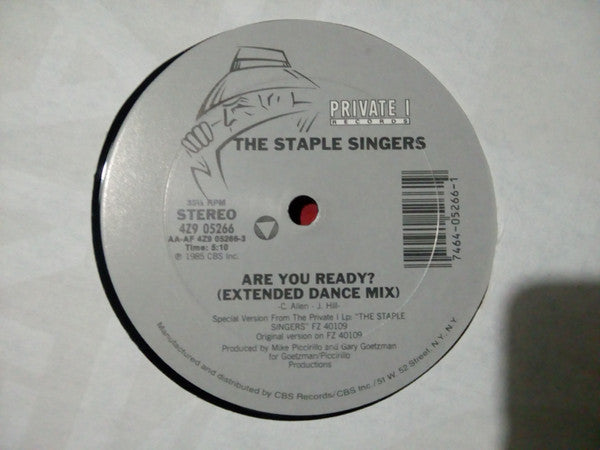 PRIVATE I
RECORDS
THE STAPLE SINGERS
33⅓ RPM
STEREO
4Z9 05266
AA-AF 4Z9 05266-3
Time: 5:10
℗ 1985 CBS Inc.
7464-05266-1
ARE YOU READY?
(EXTENDED DANCE MIX)
-C. Allen - J. Hill-
Special Version From The Private I Lp: "THE STAPLE
SINGERS" FZ 40109
Original version on FZ 40109
Produced by Mike Piccirillo and Gary Goetzman
for Goetzman/Piccirillo
Productions
Manufactured and distributed by CBS Records/CBS Inc./51 W. 52 Street, N.Y. N.Y.